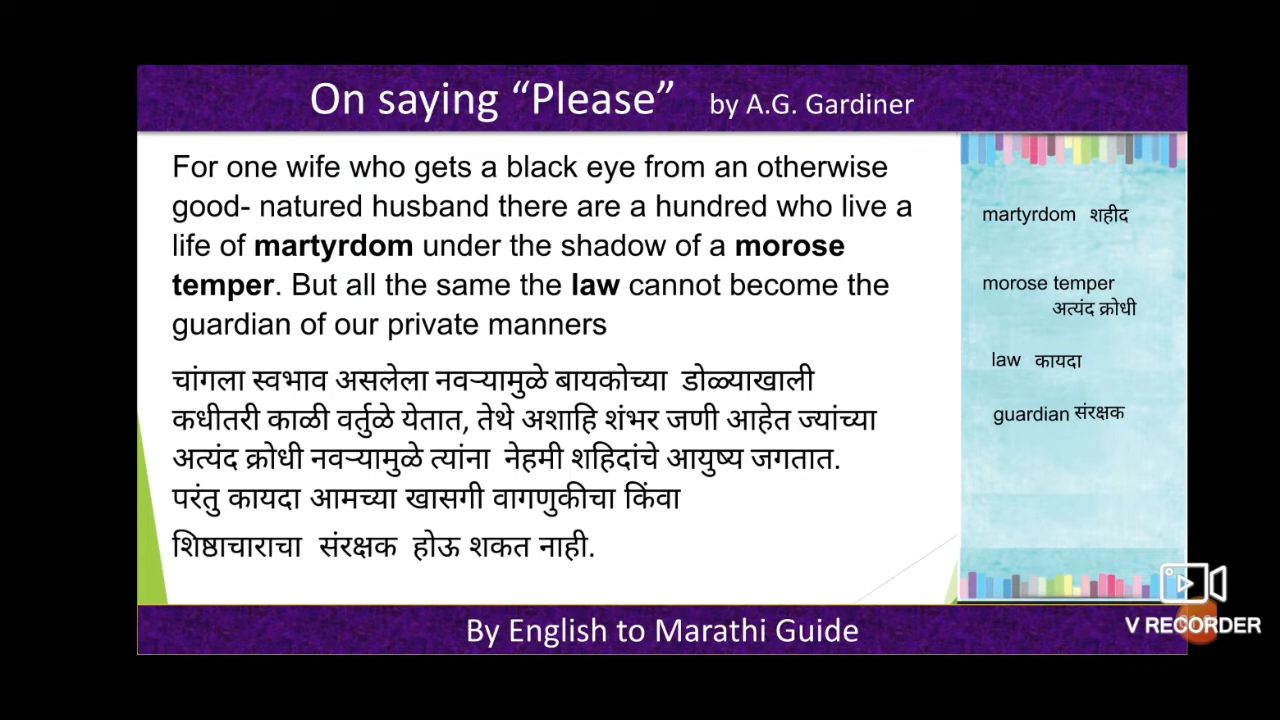 On saying “Please” by A.G. Gardiner
For one wife who gets a black eye from an otherwise
good- natured husband there are a hundred who live a
life of martyrdom under the shadow of a morose
temper. But all the same the law cannot become the
guardian of our private manners
चांगला स्वभाव असलेला नवऱ्यामुळे बायकोच्या डोळ्याखाली
कधीतरी काळी वर्तुळे येतात, तेथे अशाहि शंभर जणी आहेत ज्यांच्या
अत्यंद क्रोधी नवऱ्यामुळे त्यांना नेहमी शहिदांचे आयुष्य जगतात.
परंतु कायदा आमच्या खासगी वागणुकीचा किंवा
शिष्ठाचाराचा संरक्षक होऊ शकत नाही.
martyrdom शहीद
morose temper
अत्यंद क्रोधी
law कायदा
guardian संरक्षक
By English to Marathi Guide
V RECORDER